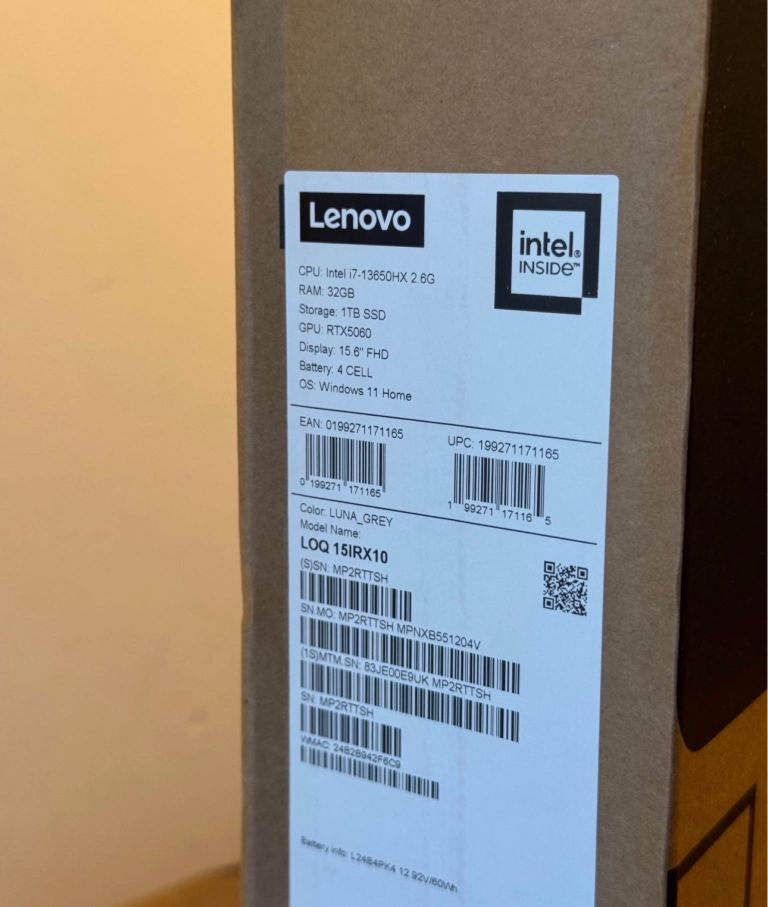 Lenovo
intel®
INSIDE™
CPU: Intel i7-13650HX 2.6G
RAM: 32GB
Storage: 1TB SSD
GPU: RTX5060
Display: 15.6" FHD
Battery: 4 CELL
OS: Windows 11 Home
EAN: 0199271171165
0 199271 171165
UPC: 199271171165
1 99271 17116 5
Color: LUNA_GREY
Model Name:
LOQ 15IRX10
(S)SN: MP2RTTSH
SN.MO: MP2RTTSH MPNXB551204V
(1S)MTM.SN: 83JE00E9UK MP2RTTSH
SN: MP2RTTSH
WMAC: 24B2B942F6C9
Battery info: L24B4PK4 12.92V/60Wh